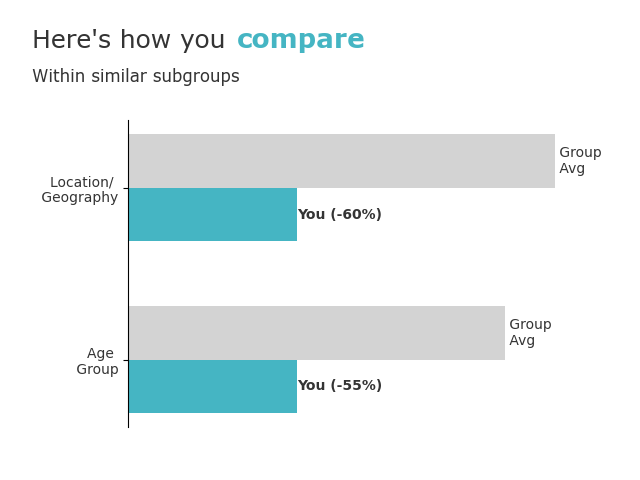 Here's how you compare
Within similar subgroups
Location/
Geography
Group
Avg
You (-60%)
Age
Group
Group
Avg
You (-55%)